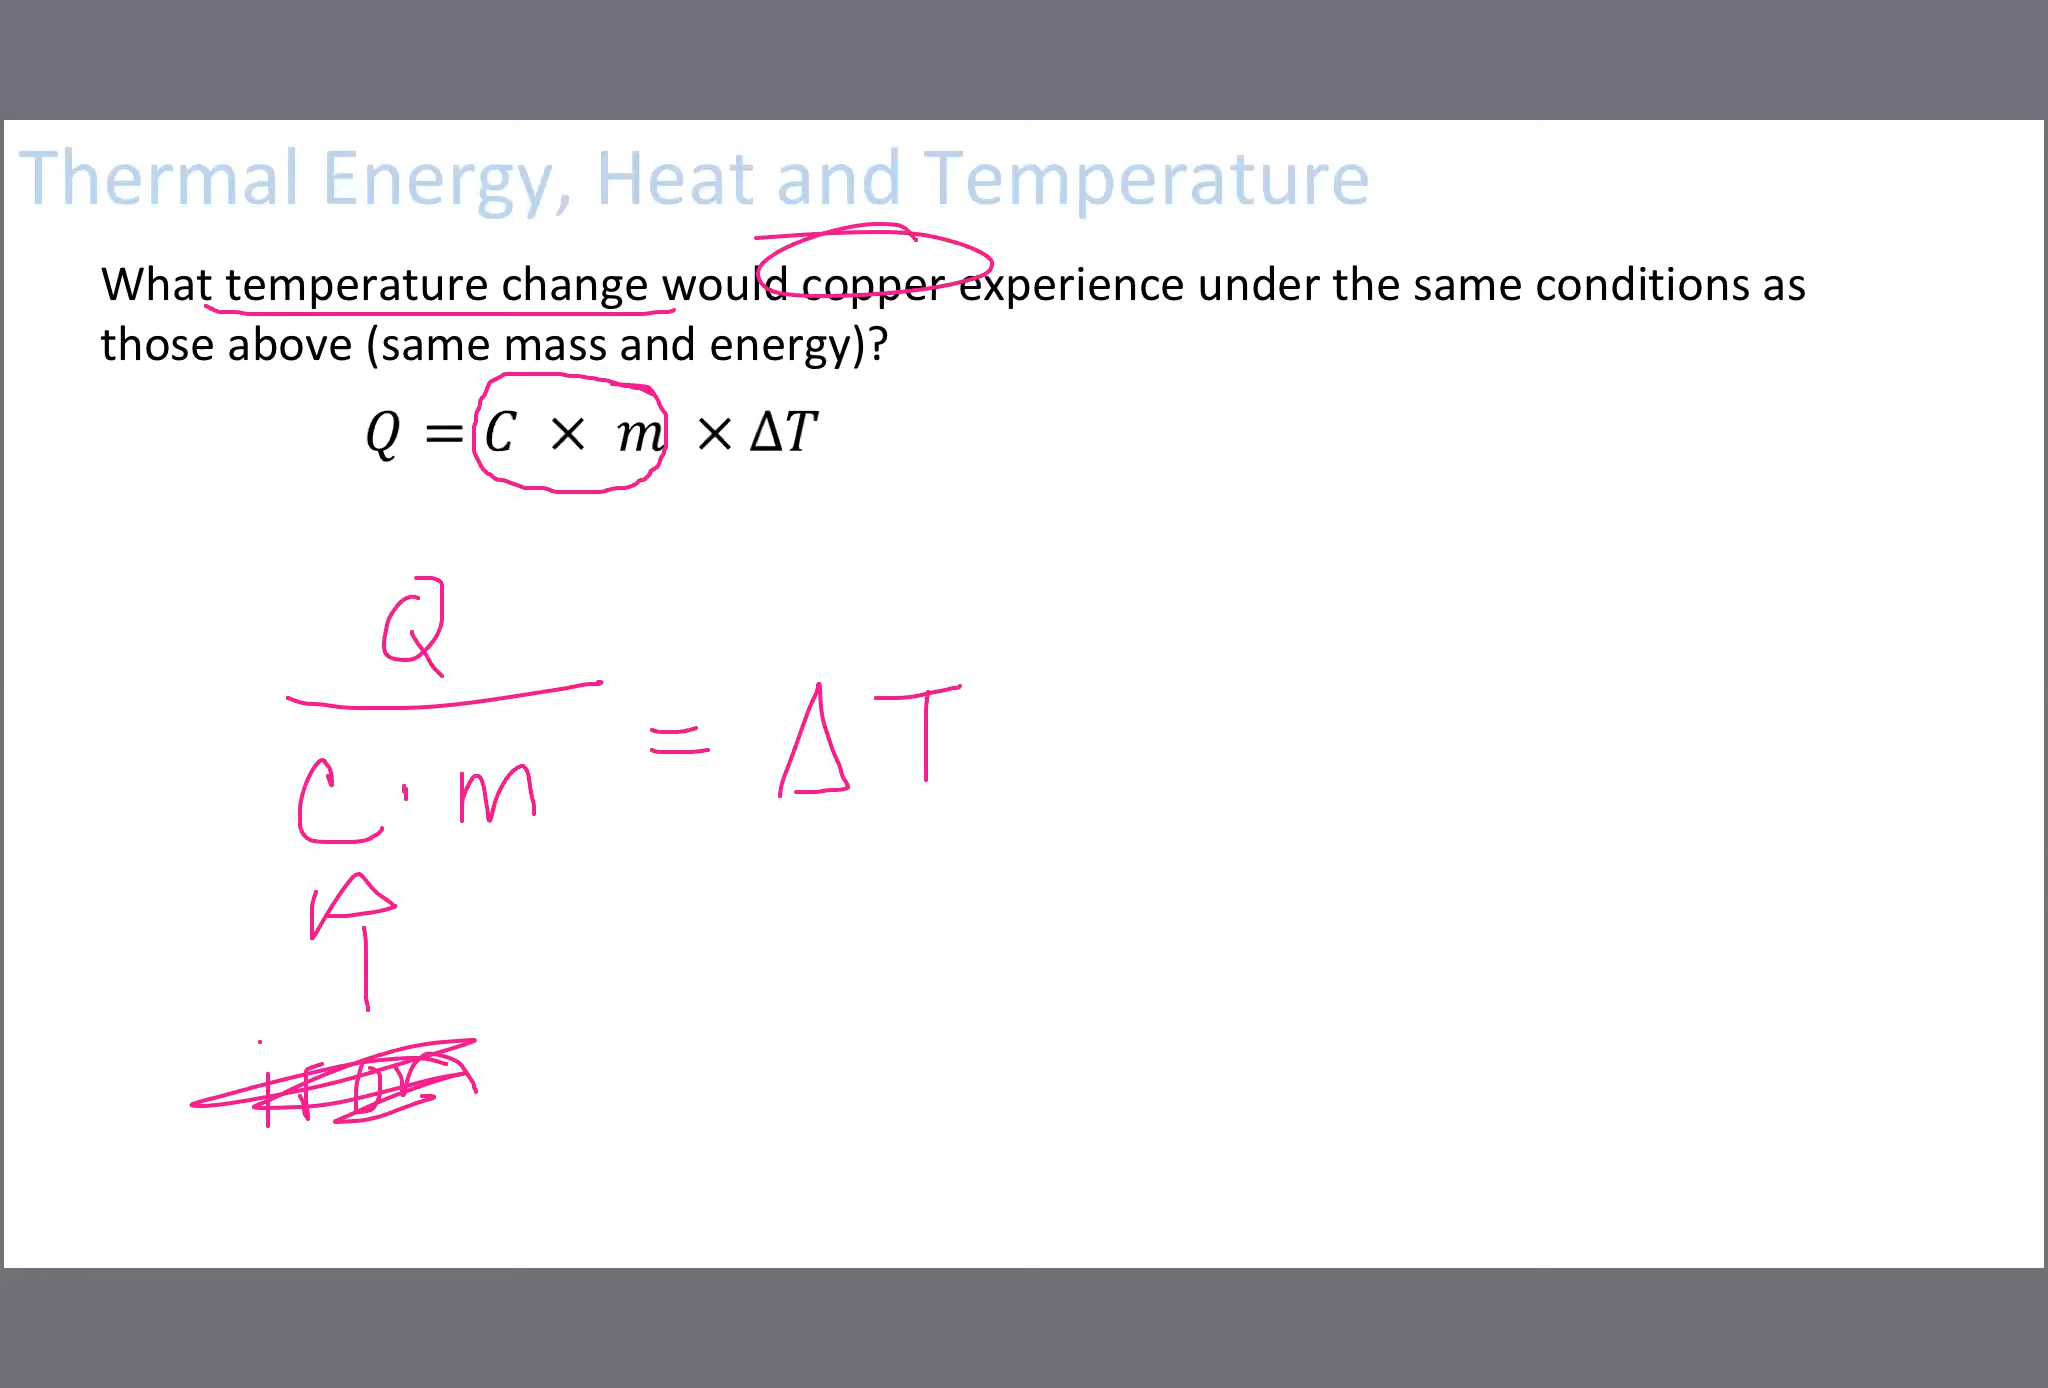 Thermal Energy, Heat and Temperature
What temperature change would copper experience under the same conditions as
those above (same mass and energy)?
Q = C × m × ΔT
Q
C · m = ΔT